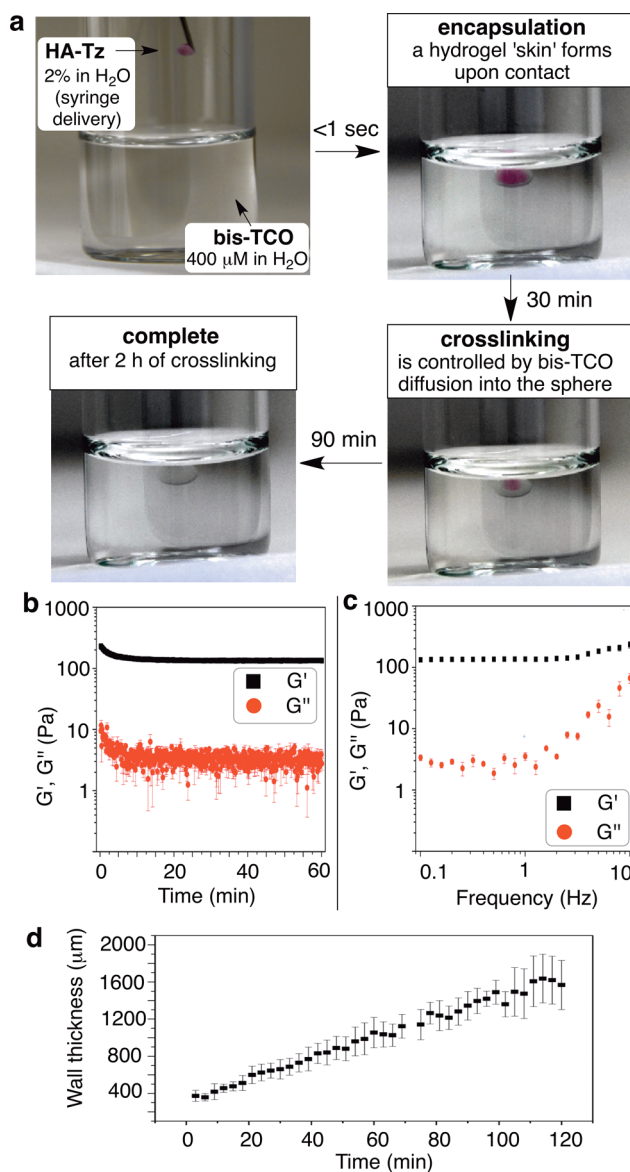 a
HA-Tz
2% in H₂O
(syringe
delivery)
bis-TCO
400 μM in H₂O
<1 sec
encapsulation
a hydrogel 'skin' forms
upon contact
30 min
crosslinking
is controlled by bis-TCO
diffusion into the sphere
90 min
complete
after 2 h of crosslinking
b
1000
100
10
1
G', G'' (Pa)
G'
G''
0
20
40
60
Time (min)
c
1000
100
10
1
G', G'' (Pa)
G'
G''
0.1
1
10
Frequency (Hz)
d
2000
1600
1200
800
400
Wall thickness (μm)
0
20
40
60
80
100
120
Time (min)